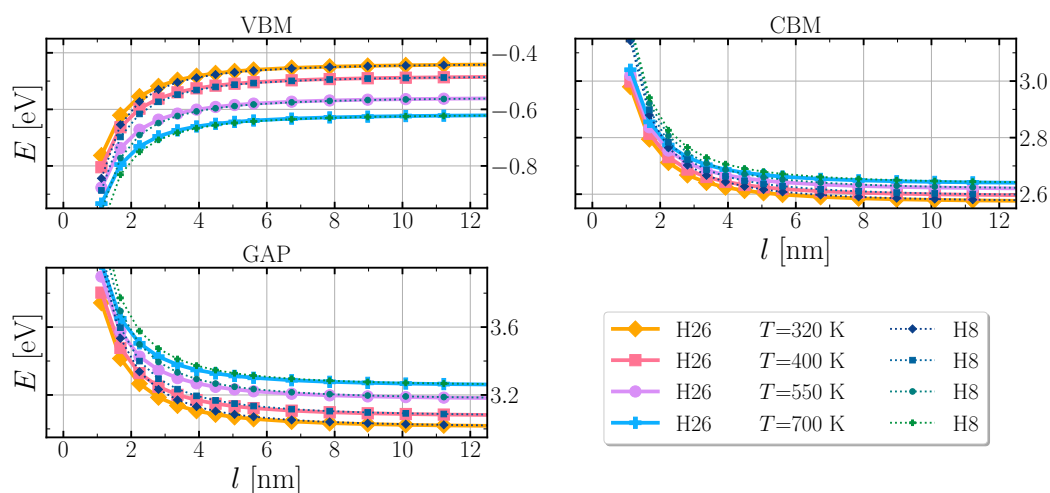 VBM
CBM
−0.4
−0.6
−0.8
E [eV]
0 2 4 6 8 10 12
3.0
2.8
2.6
E [eV]
0 2 4 6 8 10 12
l [nm]
GAP
3.6
3.2
E [eV]
0 2 4 6 8 10 12
l [nm]
H26 T=320 K H8
H26 T=400 K H8
H26 T=550 K H8
H26 T=700 K H8